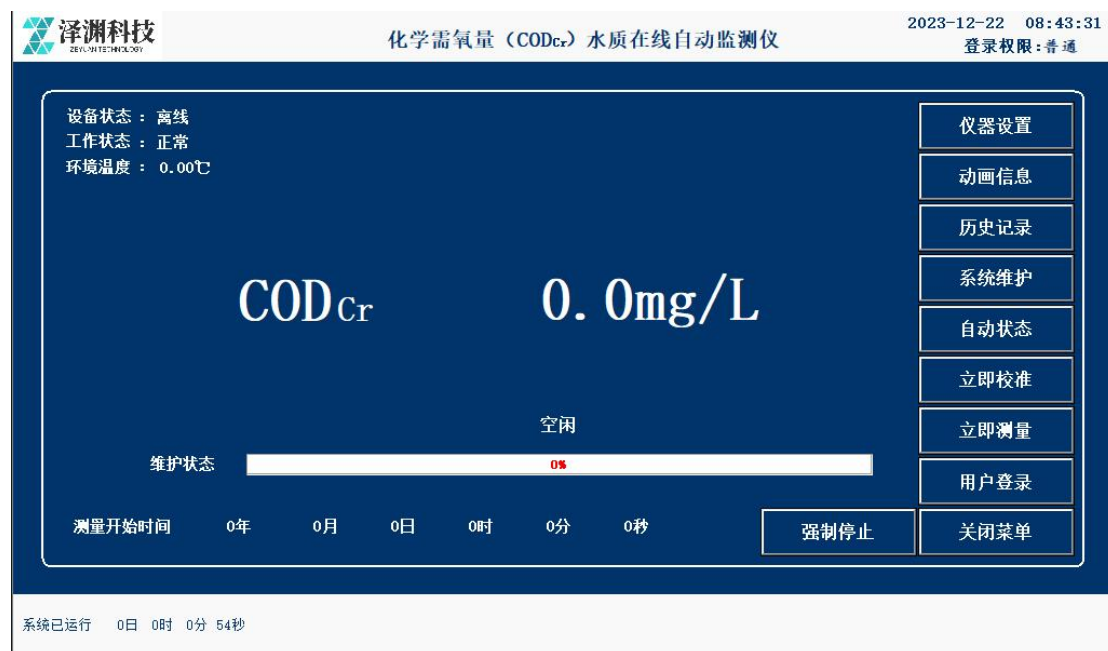 泽渊科技
ZEYUAN TECHNOLOGY
化学需氧量（CODcr）水质在线自动监测仪
2023-12-22 08:43:31
登录权限:普通
设备状态： 离线
工作状态： 正常
环境温度： 0.00℃
仪器设置
动画信息
历史记录
系统维护
自动状态
立即校准
立即测量
用户登录
关闭菜单
CODCr 0.0mg/L
空闲
维护状态 0%
测量开始时间 0年 0月 0日 0时 0分 0秒
强制停止
系统已运行 0日 0时 0分 54秒